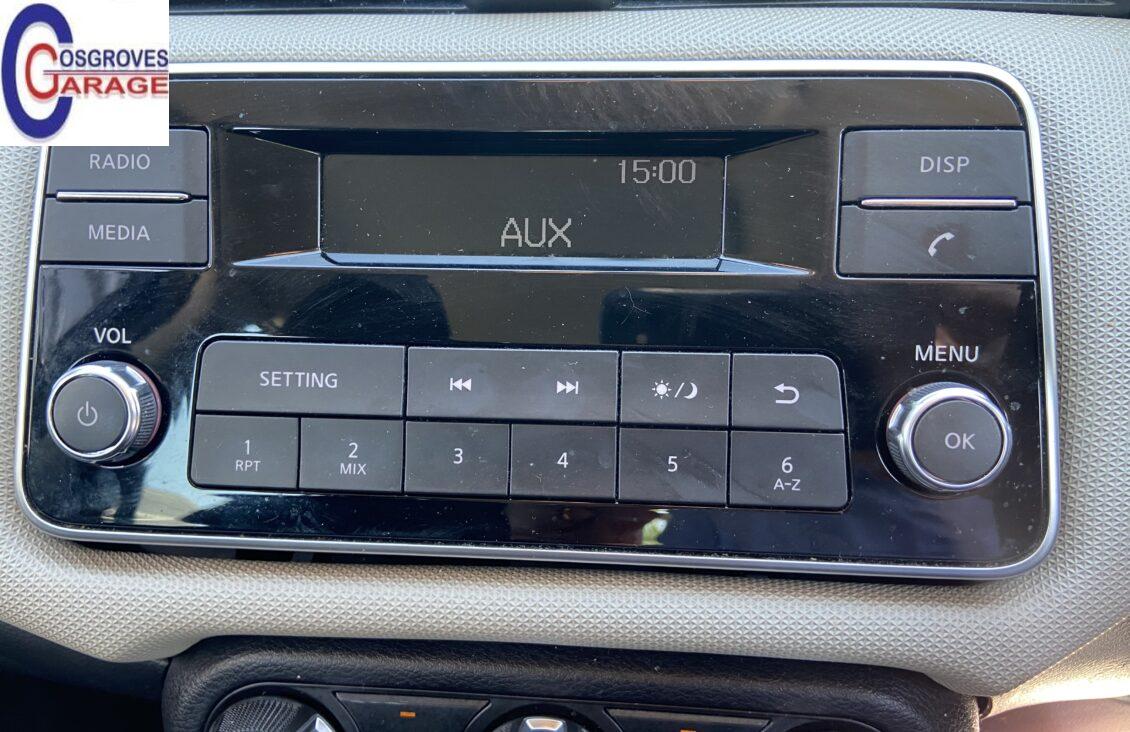 COSGROVES
GARAGE
RADIO
15:00
DISP
MEDIA
AUX
VOL
MENU
SETTING
1
RPT
2
MIX
3
4
5
6
A-Z
OK